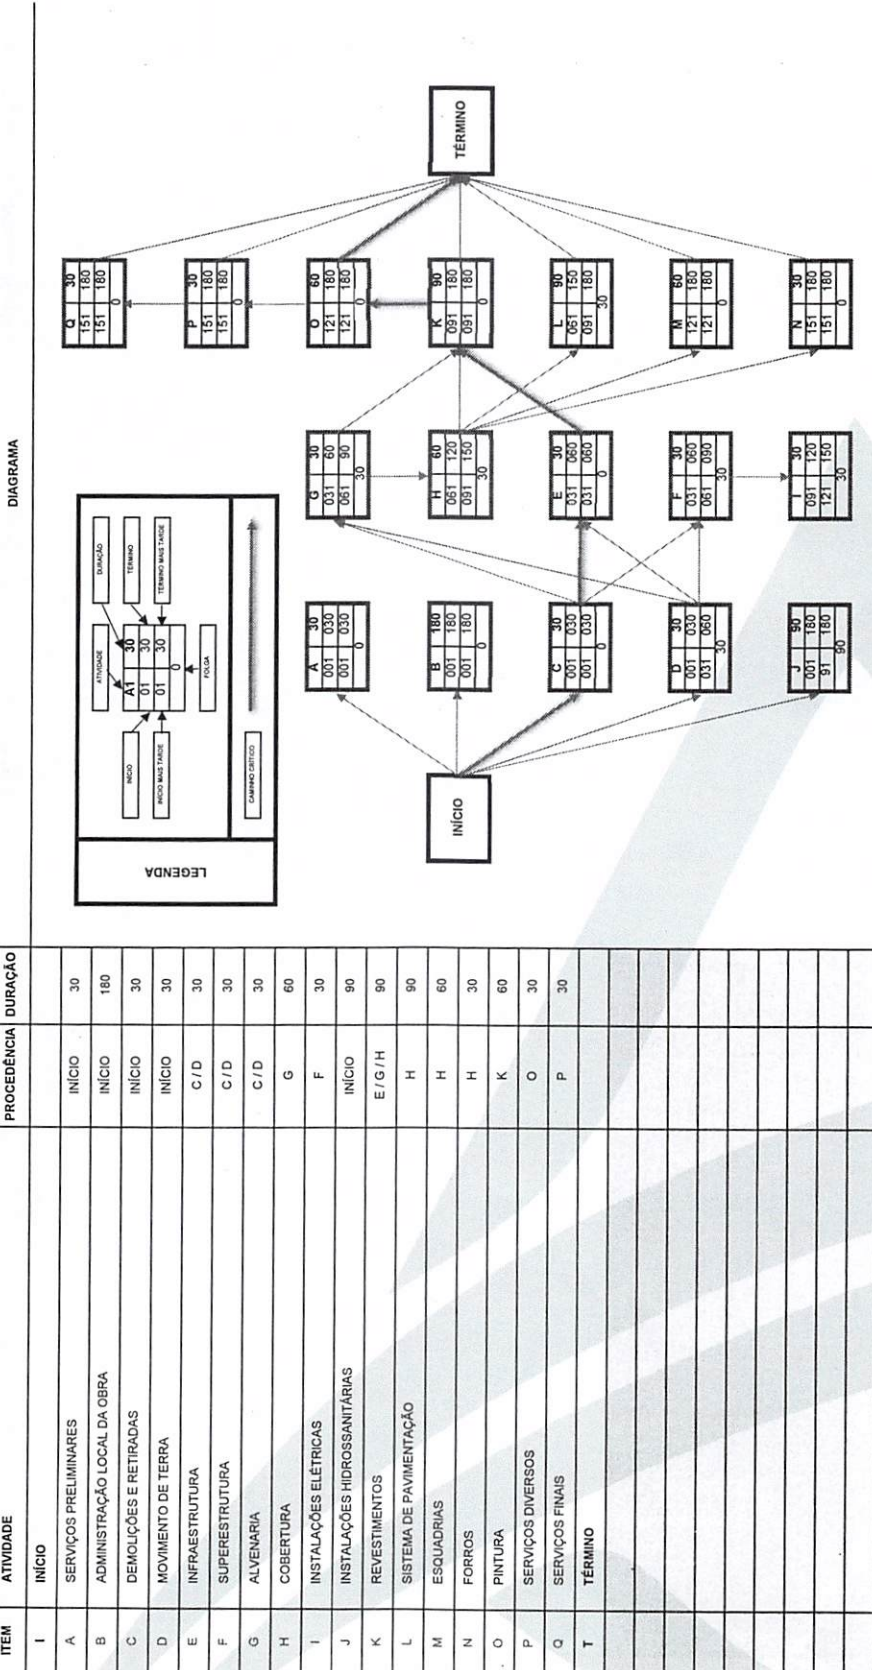 ITEM ATIVIDADE PROCEDÊNCIA DURAÇÃO DIAGRAMA
I INÍCIO
A SERVIÇOS PRELIMINARES INÍCIO 30
B ADMINISTRAÇÃO LOCAL DA OBRA INÍCIO 180
C DEMOLIÇÕES E RETIRADAS INÍCIO 30
D MOVIMENTO DE TERRA INÍCIO 30
E INFRAESTRUTURA C / D 30
F SUPERESTRUTURA C / D 30
G ALVENARIA C / D 30
H COBERTURA G 60
I INSTALAÇÕES ELÉTRICAS F 30
J INSTALAÇÕES HIDROSSANITÁRIAS INÍCIO 90
K REVESTIMENTOS E / G / H 90
L SISTEMA DE PAVIMENTAÇÃO H 90
M ESQUADRIAS H 60
N FORROS H 30
O PINTURA K 60
P SERVIÇOS DIVERSOS O 30
Q SERVIÇOS FINAIS P 30
T TÉRMINO
LEGENDA
ATIVIDADE
DURAÇÃO
INÍCIO
A1 30
TÉRMINO
01 30
INÍCIO MAIS TARDE
01 30
TÉRMINO MAIS TARDE
0
FOLGA
CAMINHO CRÍTICO
INÍCIO
A 30
001 030
001 030
0
B 180
001 180
001 180
0
C 30
001 030
001 030
0
D 30
001 030
031 060
30
J 90
001 180
91 180
90
G 30
031 60
061 90
30
H 60
061 120
091 150
30
E 30
031 060
031 060
0
F 30
031 060
061 090
30
I 30
091 120
121 150
30
Q 30
151 180
151 180
0
P 30
151 180
151 180
0
O 60
121 180
121 180
0
K 90
091 180
091 180
0
L 90
061 150
091 180
30
M 60
121 180
121 180
0
N 30
151 180
151 180
0
TÉRMINO